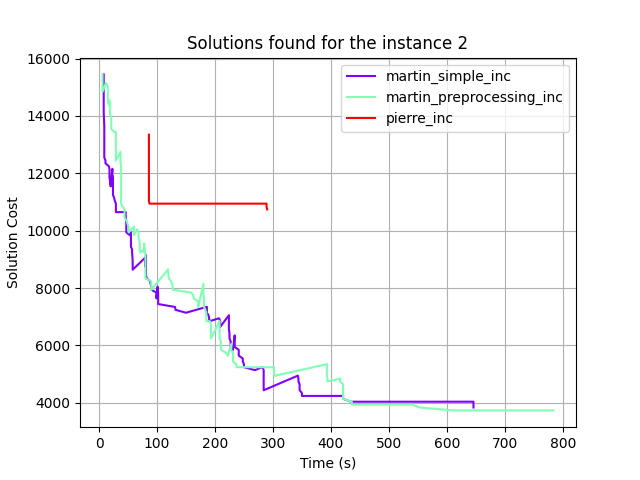 Solutions found for the instance 2
16000
14000
12000
10000
8000
6000
4000
Solution Cost
martin_simple_inc
martin_preprocessing_inc
pierre_inc
0 100 200 300 400 500 600 700 800
Time (s)